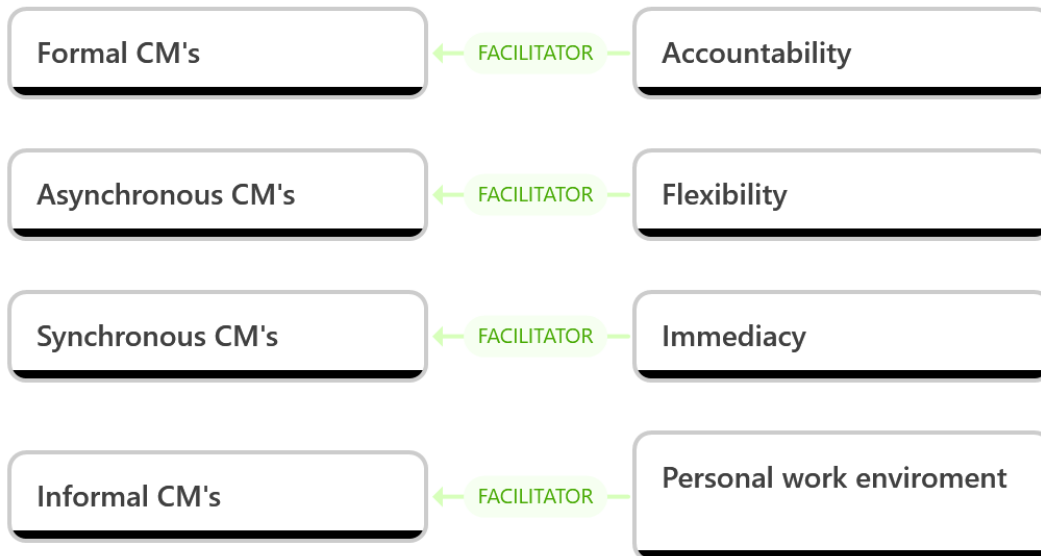 Formal CM's
FACILITATOR
Accountability
Asynchronous CM's
FACILITATOR
Flexibility
Synchronous CM's
FACILITATOR
Immediacy
Informal CM's
FACILITATOR
Personal work enviroment